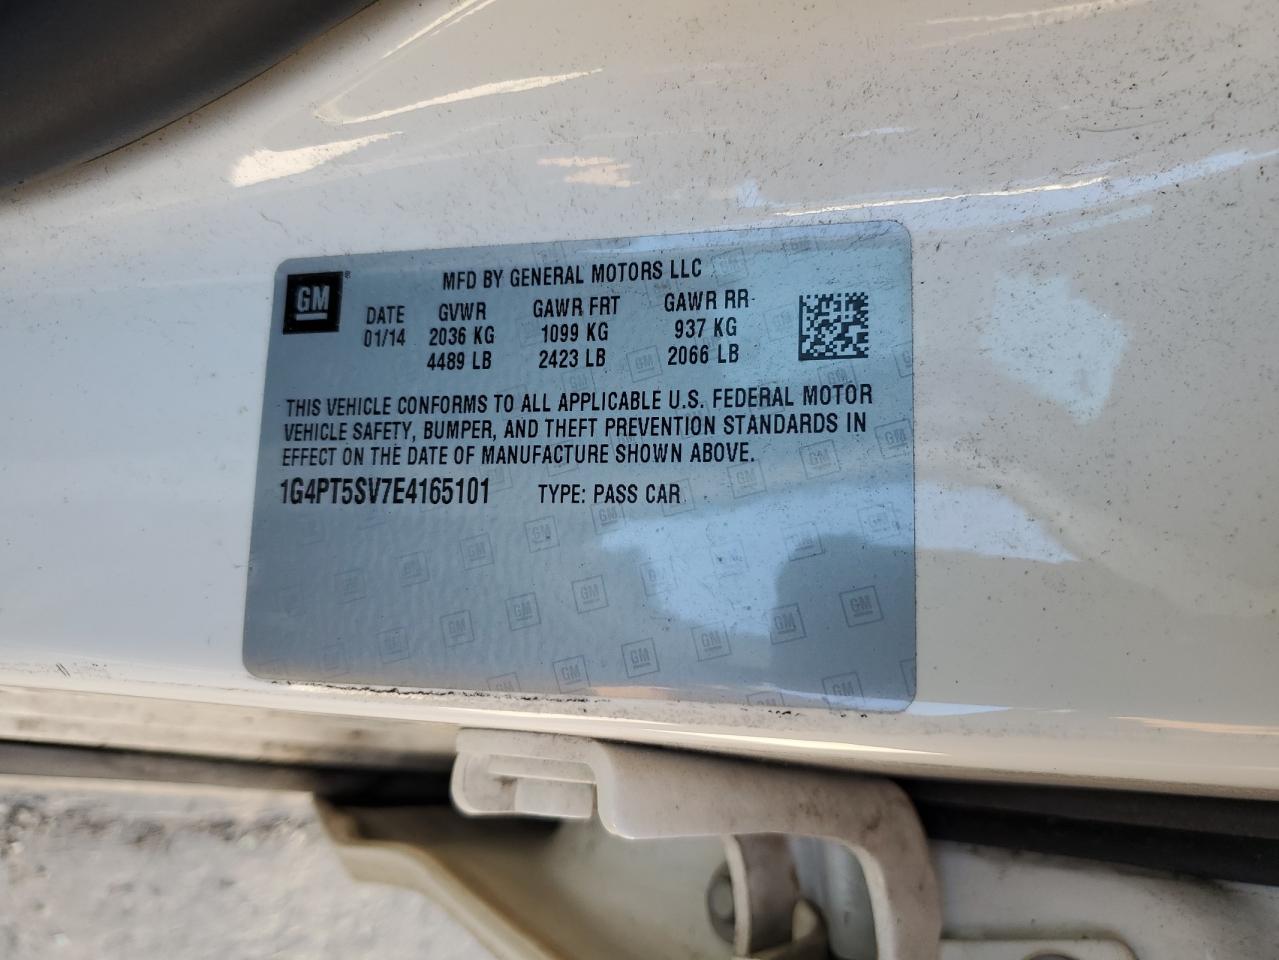 GM® MFD BY GENERAL MOTORS LLC
DATE GVWR GAWR FRT GAWR RR
01/14 2036 KG 1099 KG 937 KG
4489 LB 2423 LB 2066 LB
THIS VEHICLE CONFORMS TO ALL APPLICABLE U.S. FEDERAL MOTOR
VEHICLE SAFETY, BUMPER, AND THEFT PREVENTION STANDARDS IN
EFFECT ON THE DATE OF MANUFACTURE SHOWN ABOVE.
1G4PT5SV7E4165101 TYPE: PASS CAR